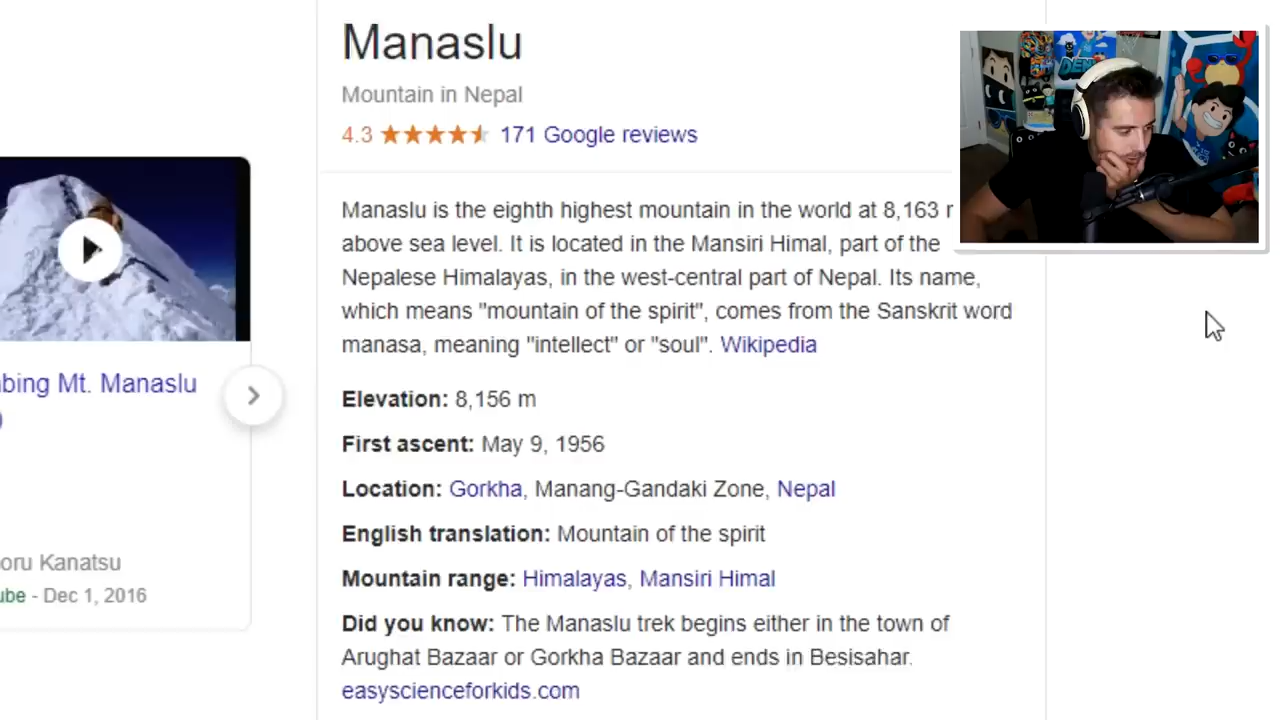 Manaslu
Mountain in Nepal
4.3 171 Google reviews
Manaslu is the eighth highest mountain in the world at 8,163
above sea level. It is located in the Mansiri Himal, part of the
Nepalese Himalayas, in the west-central part of Nepal. Its name,
which means "mountain of the spirit", comes from the Sanskrit word
manasa, meaning "intellect" or "soul". Wikipedia
Elevation: 8,156 m
First ascent: May 9, 1956
Location: Gorkha, Manang-Gandaki Zone, Nepal
English translation: Mountain of the spirit
Mountain range: Himalayas, Mansiri Himal
Did you know: The Manaslu trek begins either in the town of
Arughat Bazaar or Gorkha Bazaar and ends in Besisahar.
easyscienceforkids.com
bing Mt. Manaslu
)
oru Kanatsu
ube - Dec 1, 2016